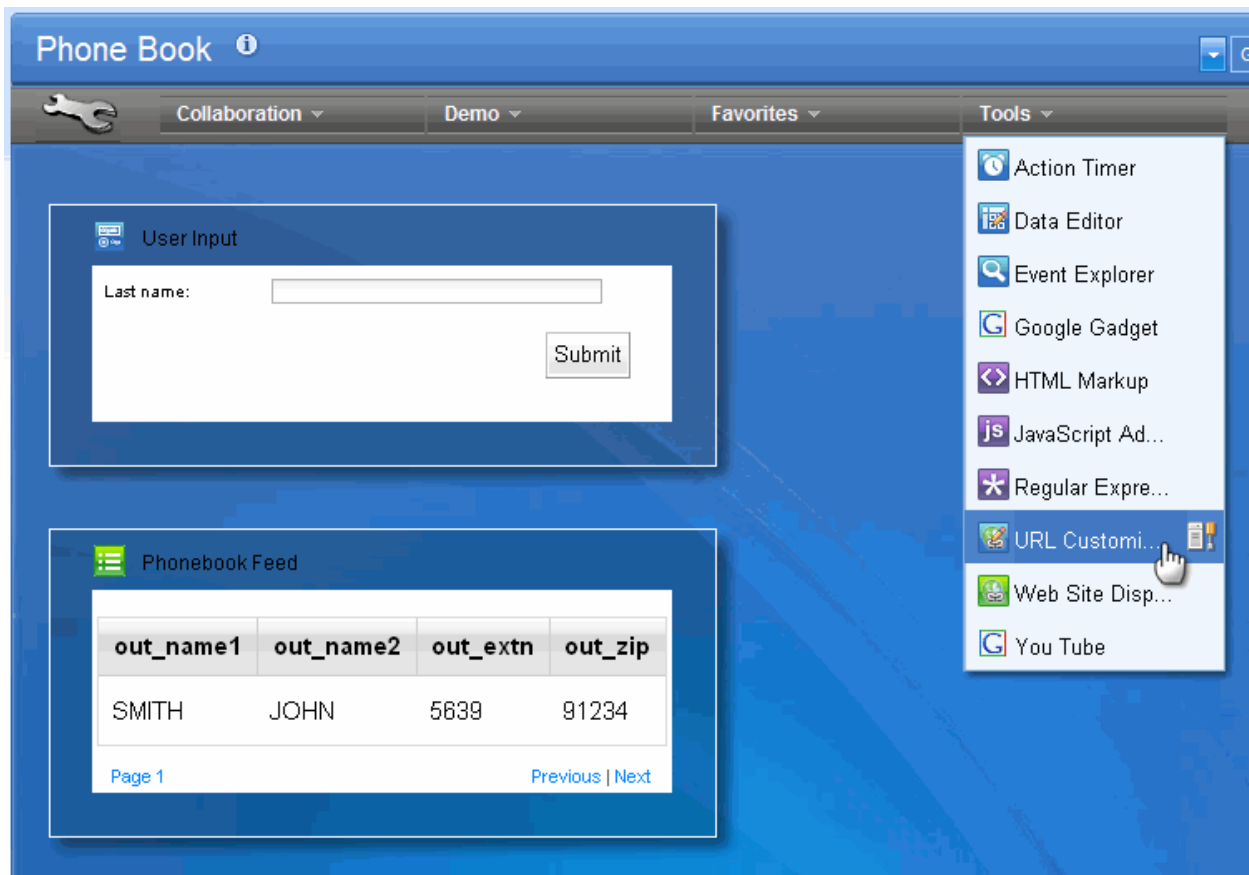 Phone Book
G
Collaboration Demo Favorites Tools
Action Timer
Data Editor
Event Explorer
Google Gadget
HTML Markup
js JavaScript Ad...
Regular Expre...
URL Customi...
Web Site Disp...
G You Tube
User Input
Last name:
Submit
Phonebook Feed
out_name1 out_name2 out_extn out_zip
SMITH JOHN 5639 91234
Page 1 Previous | Next